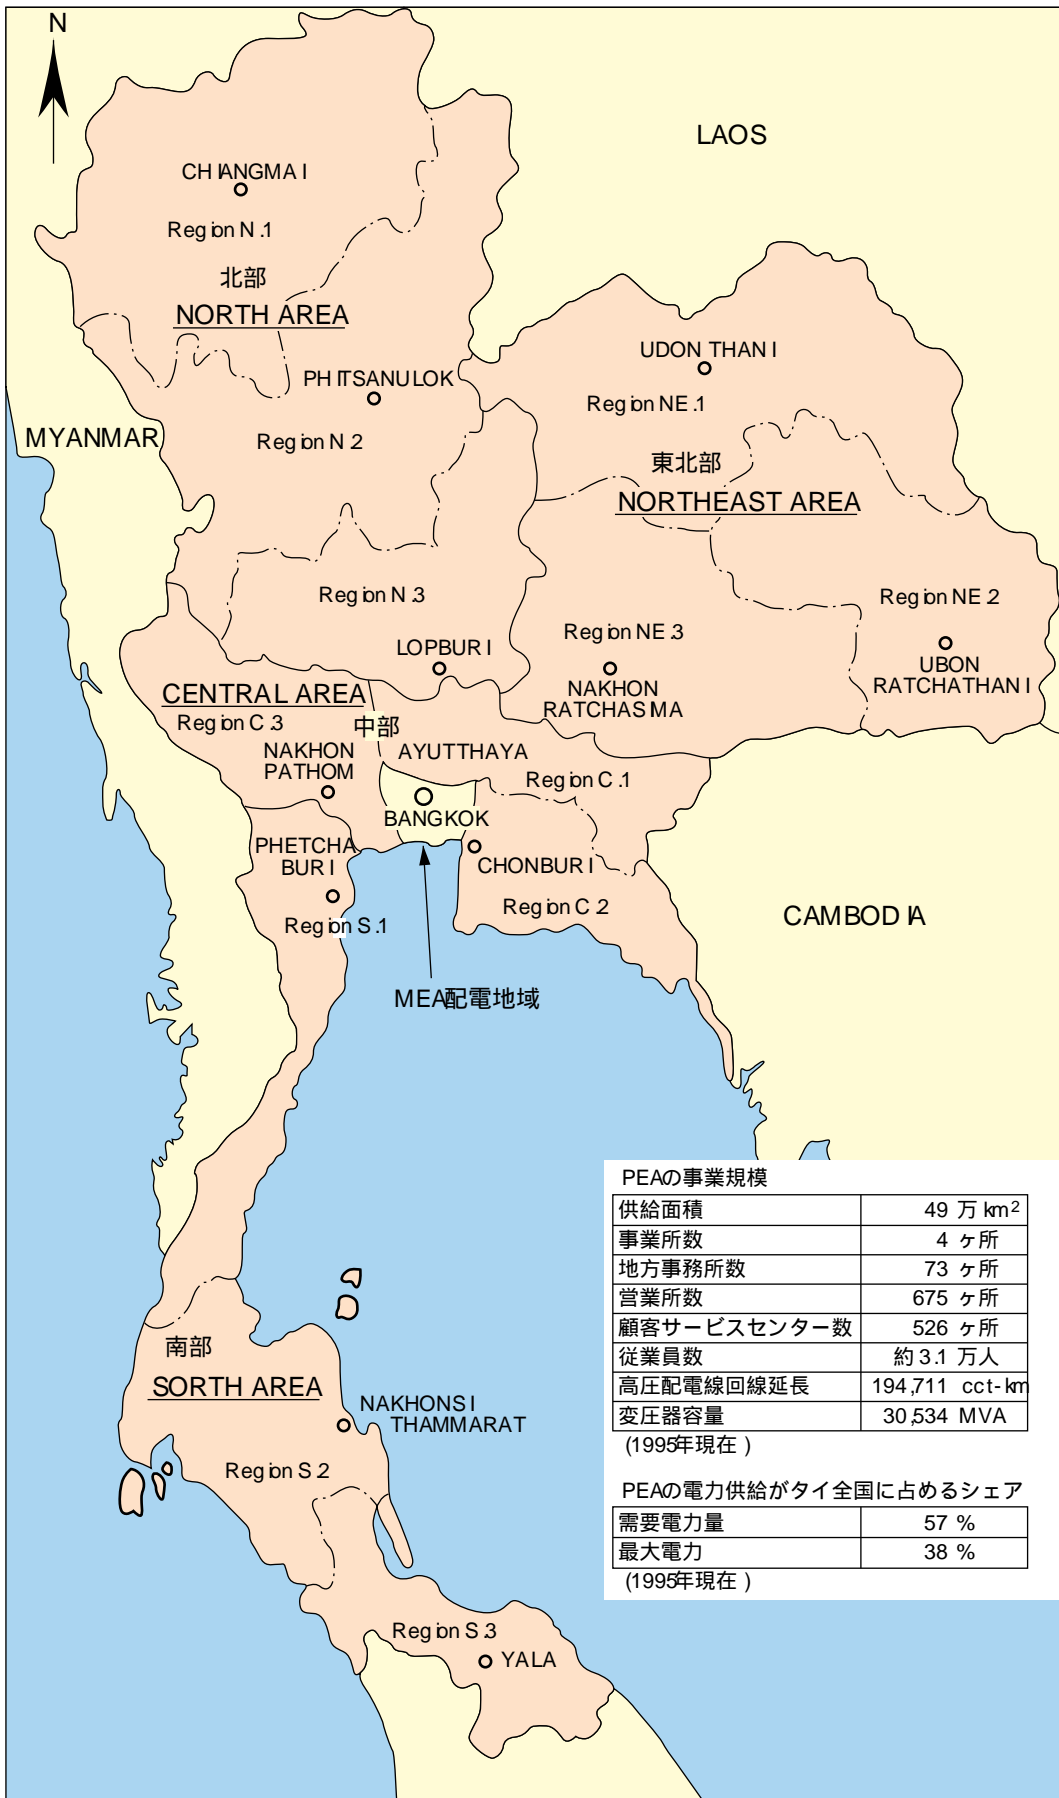 N
LAOS
CHIANGMAI
Region N.1
北部
NORTH AREA
UDON THANI
PHITSANULOK
Region NE.1
MYANMAR
Region N.2
東北部
NORTHEAST AREA
Region N.3
Region NE.2
Region NE.3
LOPBURI
UBON
RATCHATHANI
NAKHON
RATCHASIMA
CENTRAL AREA
Region C.3
中部
AYUTTHAYA
NAKHON
PATHOM
Region C.1
BANGKOK
PHETCHA
BURI
CHONBURI
Region C.2
CAMBODIA
Region S.1
MEA配電地域
PEAの事業規模
供給面積 49 万 km²
事業所数 4 ヶ所
地方事務所数 73 ヶ所
営業所数 675 ヶ所
顧客サービスセンター数 526 ヶ所
従業員数 約 3.1 万人
高圧配電線回線延長 194,711 cct-km
変圧器容量 30,534 MVA
(1995年現在)
南部
SORTH AREA
NAKHONSI
THAMMARAT
Region S.2
PEAの電力供給がタイ全国に占めるシェア
需要電力量 57 %
最大電力 38 %
(1995年現在)
Region S.3
YALA